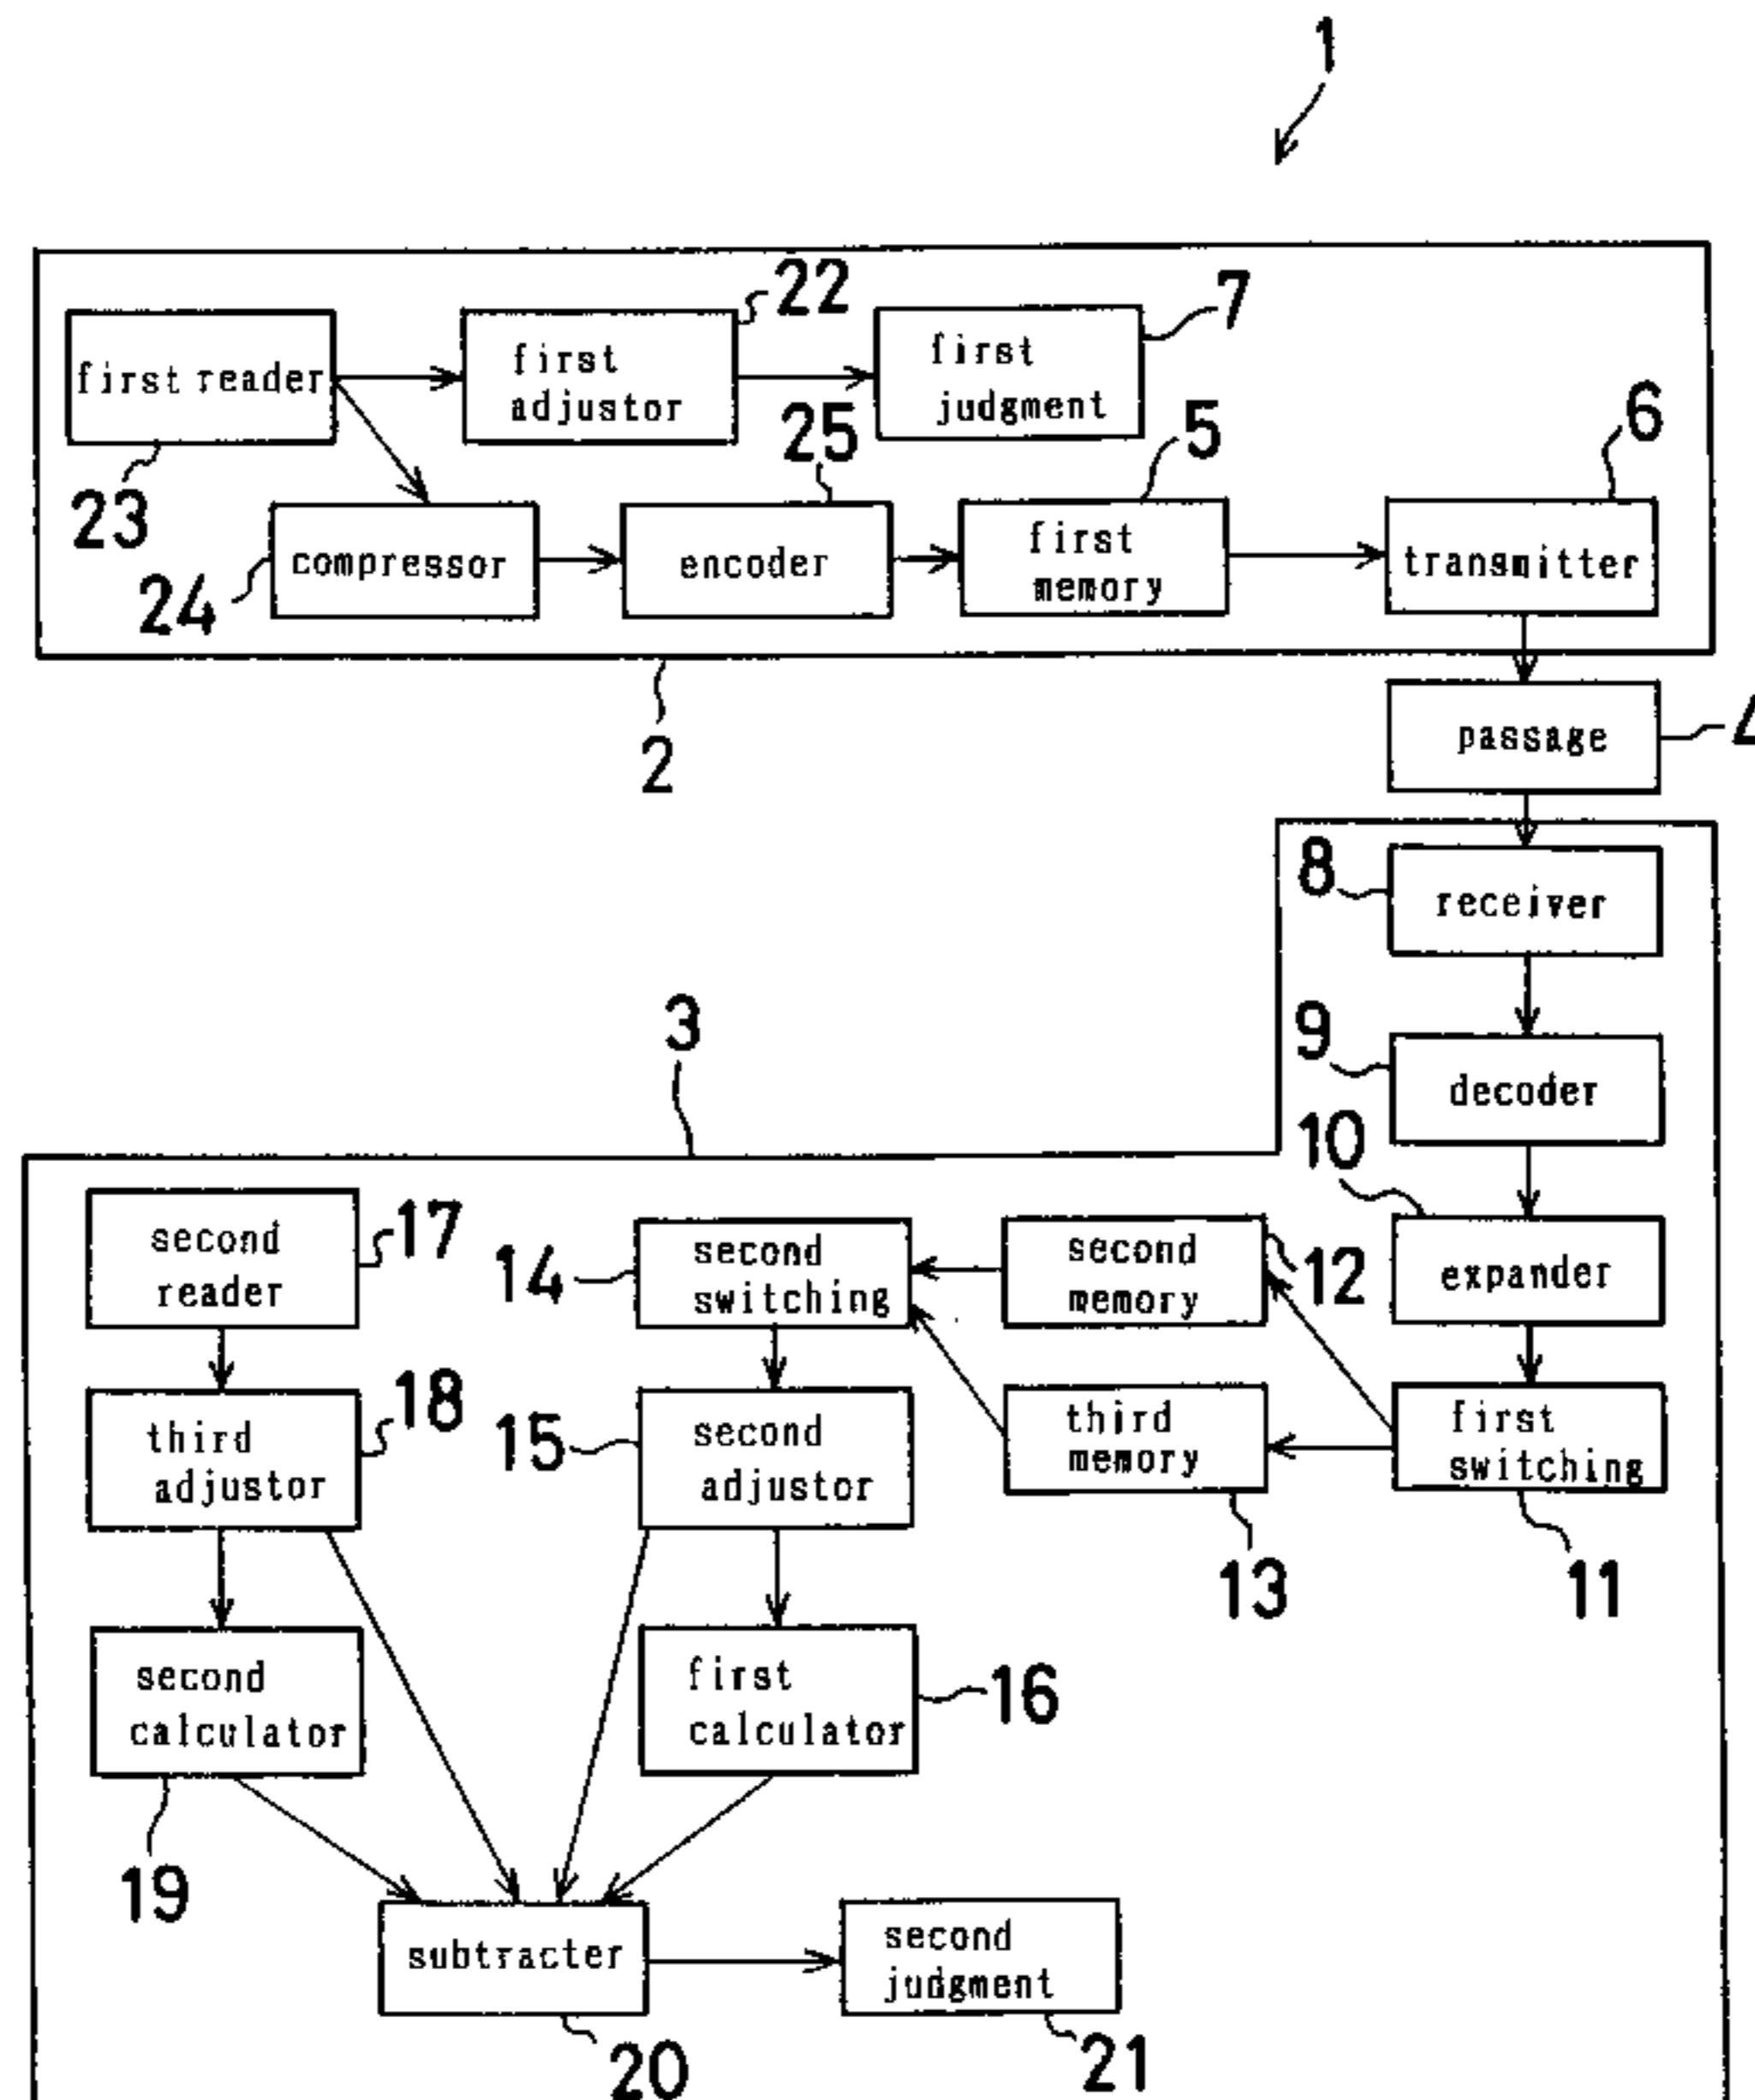 1
22
7
first reader
first
adjustor
first
judgment
23
25
5
6
24
compressor
encoder
first
memory
transmitter
2
passage
4
8
receiver
3
9
decoder
10
second
reader
17
14
second
switching
second
memory
12
expander
third
adjustor
18
15
second
adjustor
third
memory
first
switching
13
11
second
calculator
first
calculator
16
19
subtracter
second
judgment
20
21